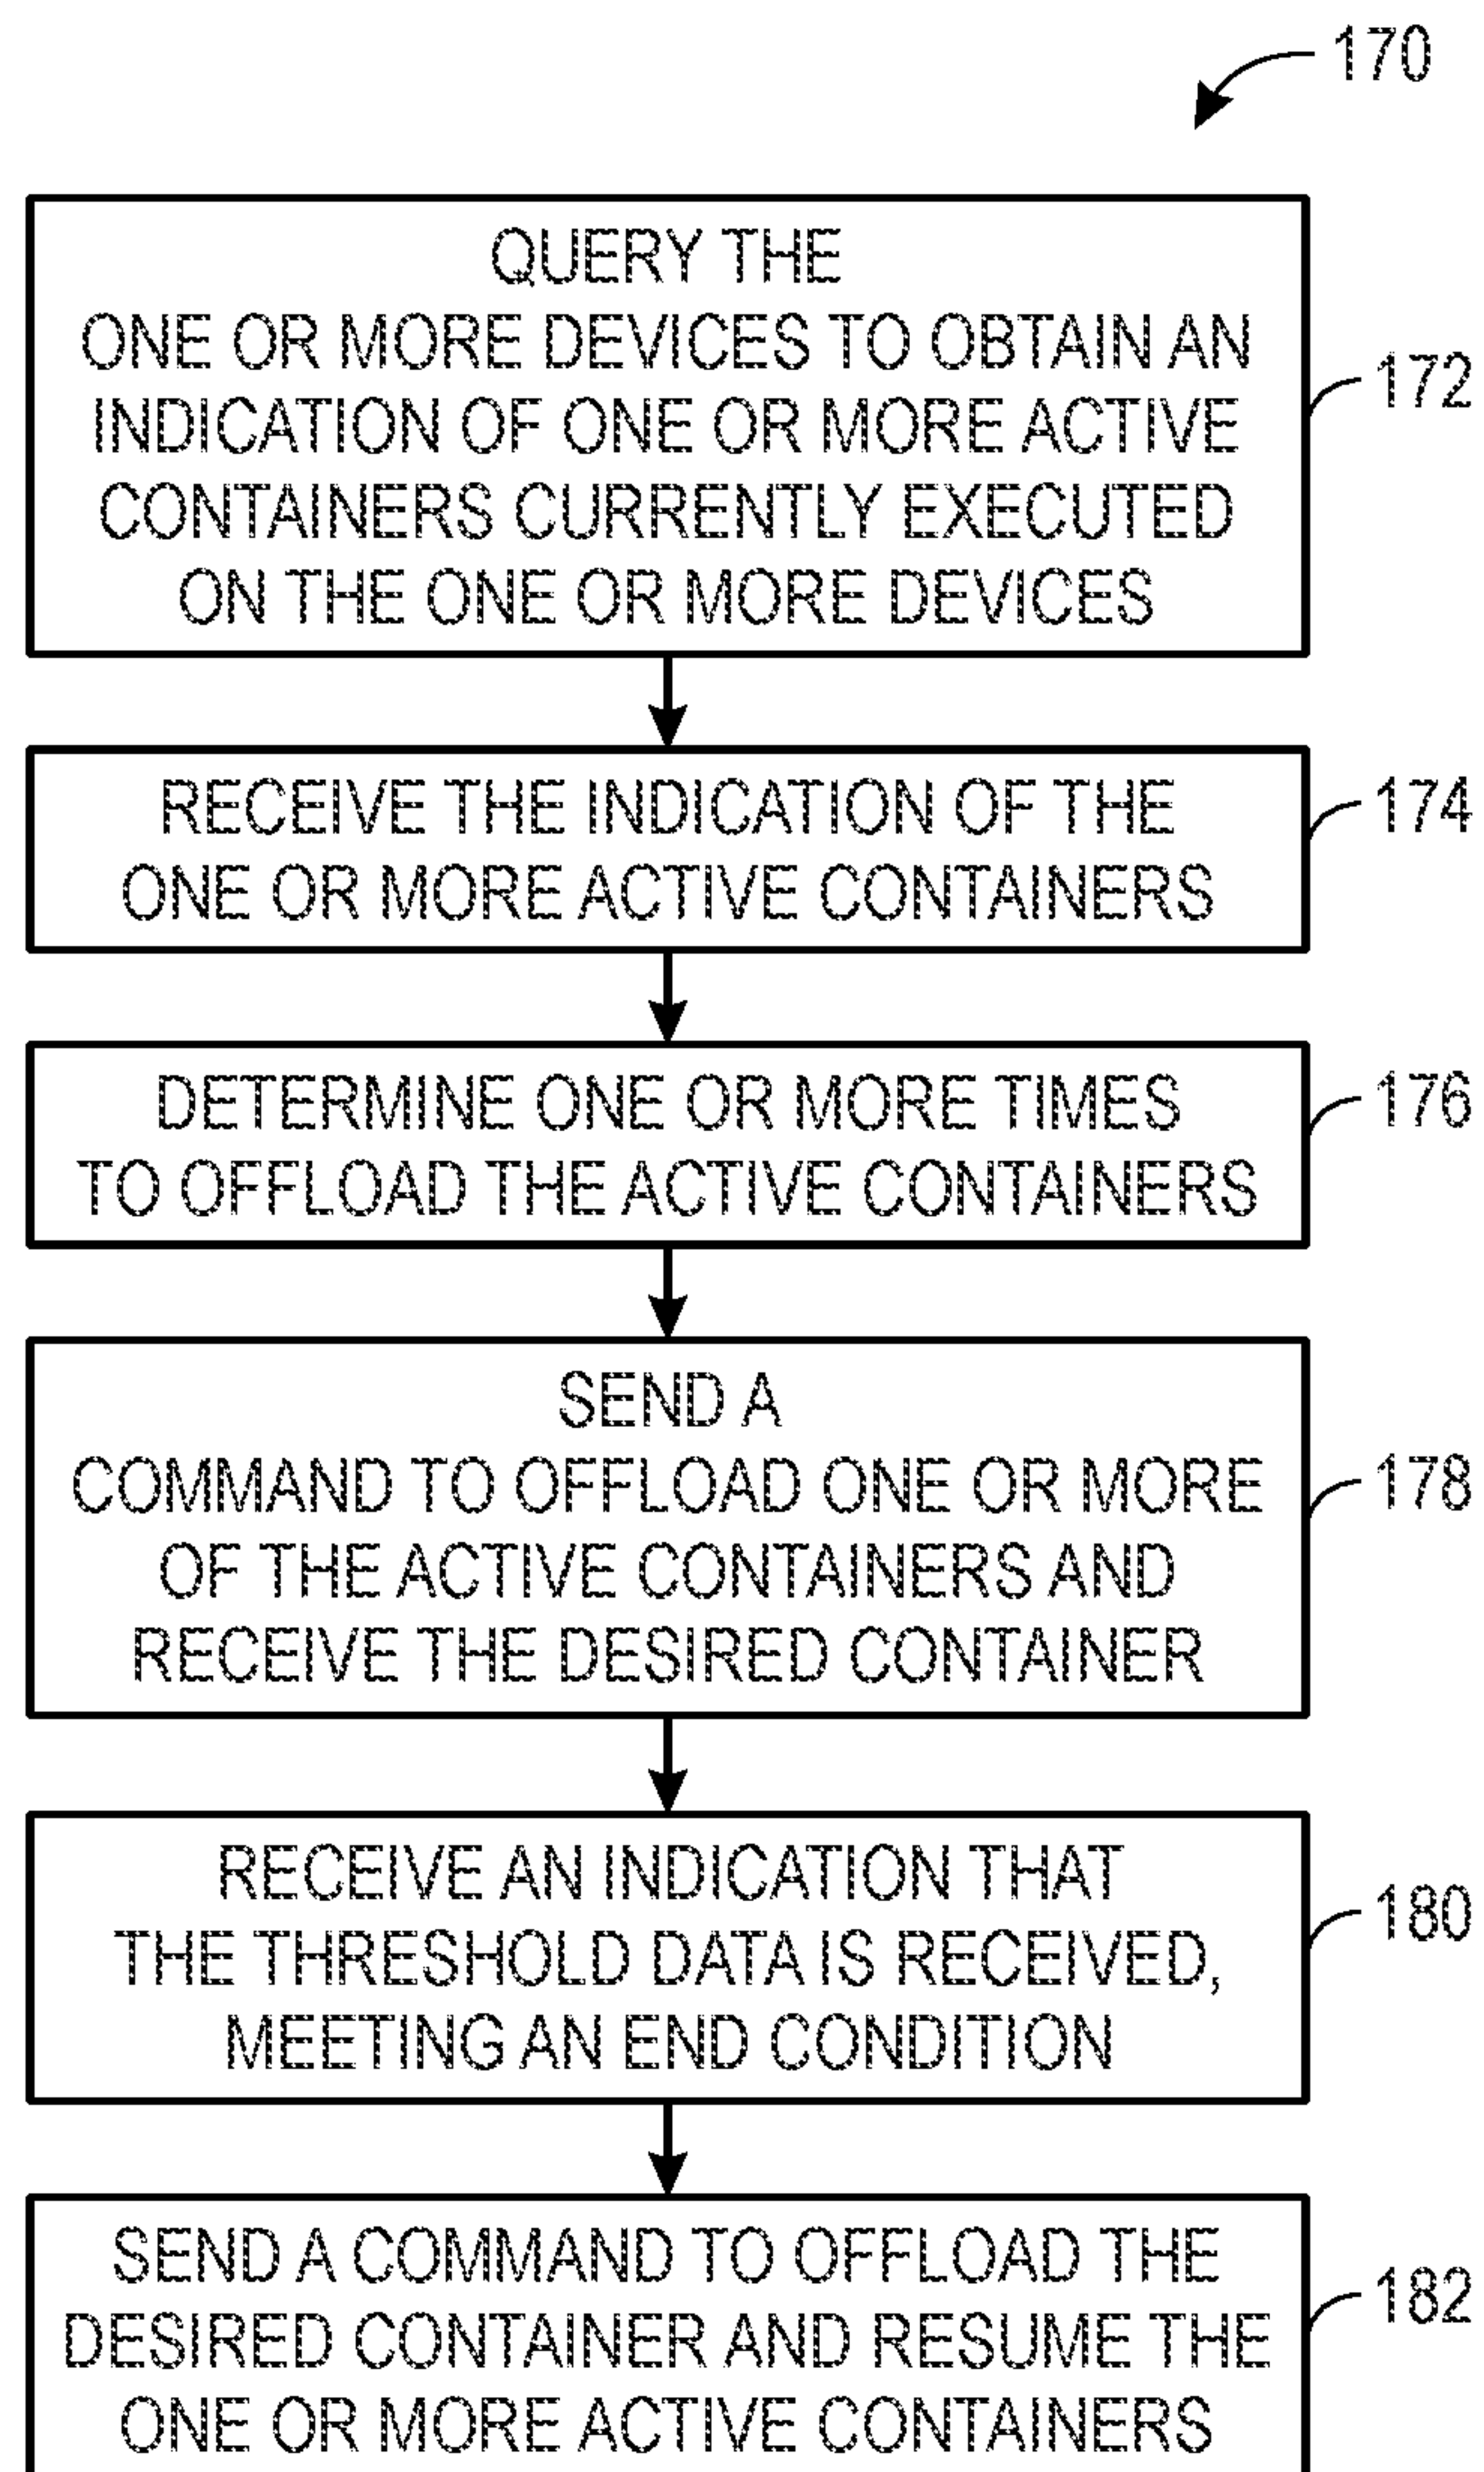 170
QUERY THE
ONE OR MORE DEVICES TO OBTAIN AN
INDICATION OF ONE OR MORE ACTIVE
CONTAINERS CURRENTLY EXECUTED
ON THE ONE OR MORE DEVICES
172
RECEIVE THE INDICATION OF THE
ONE OR MORE ACTIVE CONTAINERS
174
DETERMINE ONE OR MORE TIMES
TO OFFLOAD THE ACTIVE CONTAINERS
176
SEND A
COMMAND TO OFFLOAD ONE OR MORE
OF THE ACTIVE CONTAINERS AND
RECEIVE THE DESIRED CONTAINER
178
RECEIVE AN INDICATION THAT
THE THRESHOLD DATA IS RECEIVED,
MEETING AN END CONDITION
180
SEND A COMMAND TO OFFLOAD THE
DESIRED CONTAINER AND RESUME THE
ONE OR MORE ACTIVE CONTAINERS
182